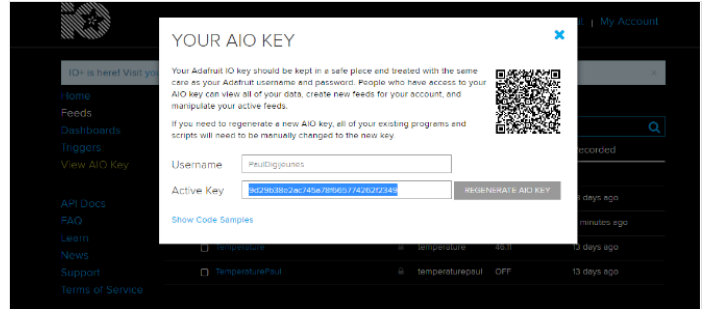 My Account
YOUR AIO KEY
Your Adafruit IO key should be kept in a safe place and treated with the same
care as your Adafruit username and password. People who have access to your
AIO key can view all of your data, create new feeds for your account, and
manipulate your active feeds.
If you need to regenerate a new AIO key, all of your existing programs and
scripts will need to be manually changed to the new key.
Username PaulDigijeunes
Active Key REGENERATE AIO KEY
Show Code Samples
IO+ is here! Visit you
Home
Feeds
Dashboards
Triggers
View AIO Key
API Docs
FAQ
Learn
News
Support
Terms of Service
ecorded
days ago
minutes ago
Temperature temperature 46.11 13 days ago
TemperaturePaul temperaturepaul OFF 13 days ago